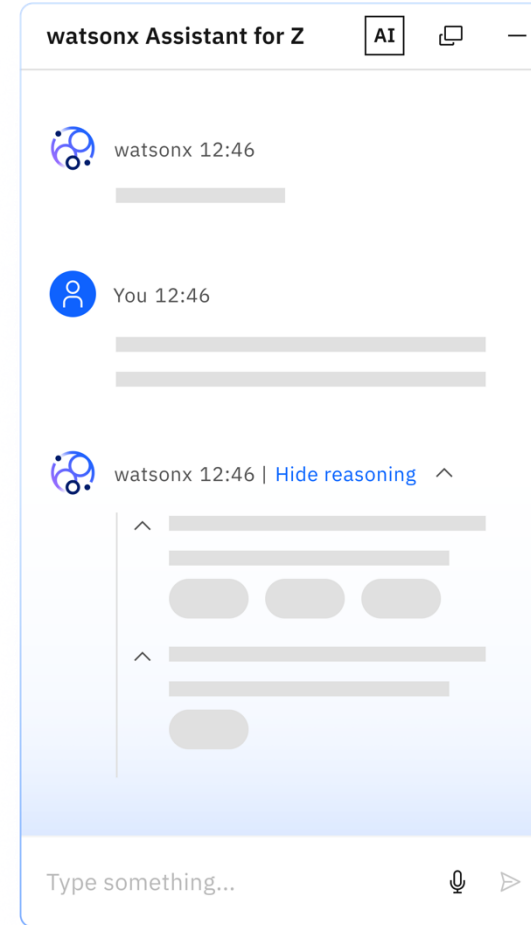 watsonx Assistant for Z AI
watsonx 12:46
You 12:46
watsonx 12:46 | Hide reasoning
Type something...